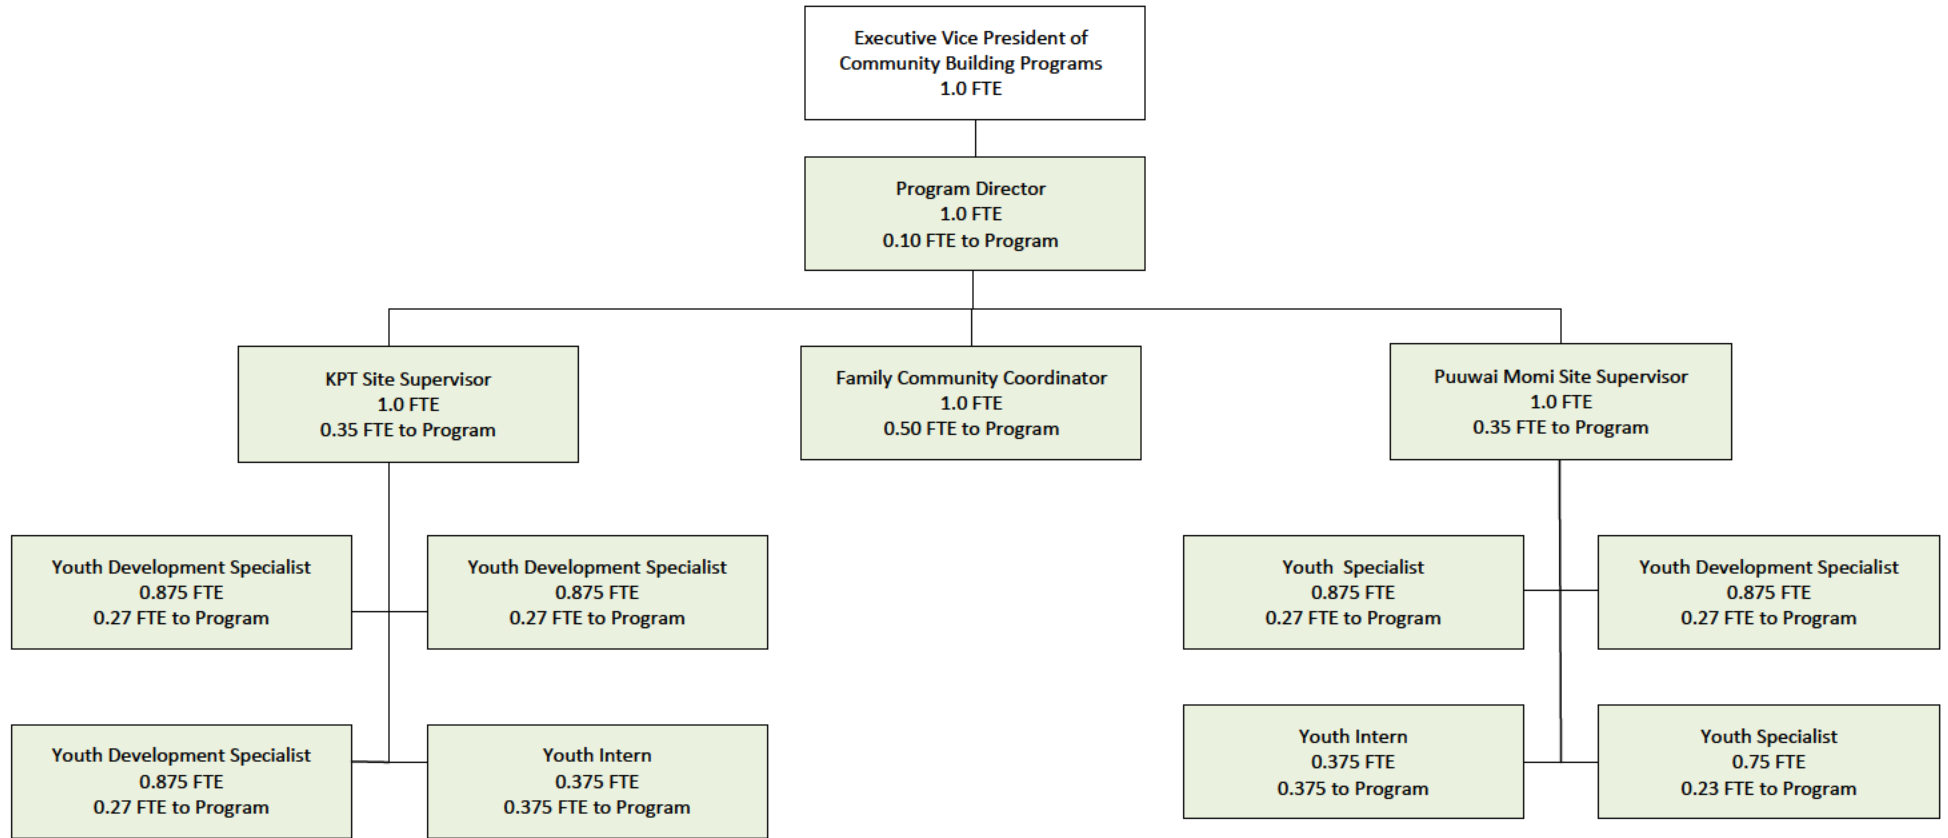 Executive Vice President of
Community Building Programs
1.0 FTE
Program Director
1.0 FTE
0.10 FTE to Program
KPT Site Supervisor
1.0 FTE
0.35 FTE to Program
Family Community Coordinator
1.0 FTE
0.50 FTE to Program
Puuwai Momi Site Supervisor
1.0 FTE
0.35 FTE to Program
Youth Development Specialist
0.875 FTE
0.27 FTE to Program
Youth Development Specialist
0.875 FTE
0.27 FTE to Program
Youth Specialist
0.875 FTE
0.27 FTE to Program
Youth Development Specialist
0.875 FTE
0.27 FTE to Program
Youth Development Specialist
0.875 FTE
0.27 FTE to Program
Youth Intern
0.375 FTE
0.375 FTE to Program
Youth Intern
0.375 FTE
0.375 to Program
Youth Specialist
0.75 FTE
0.23 FTE to Program